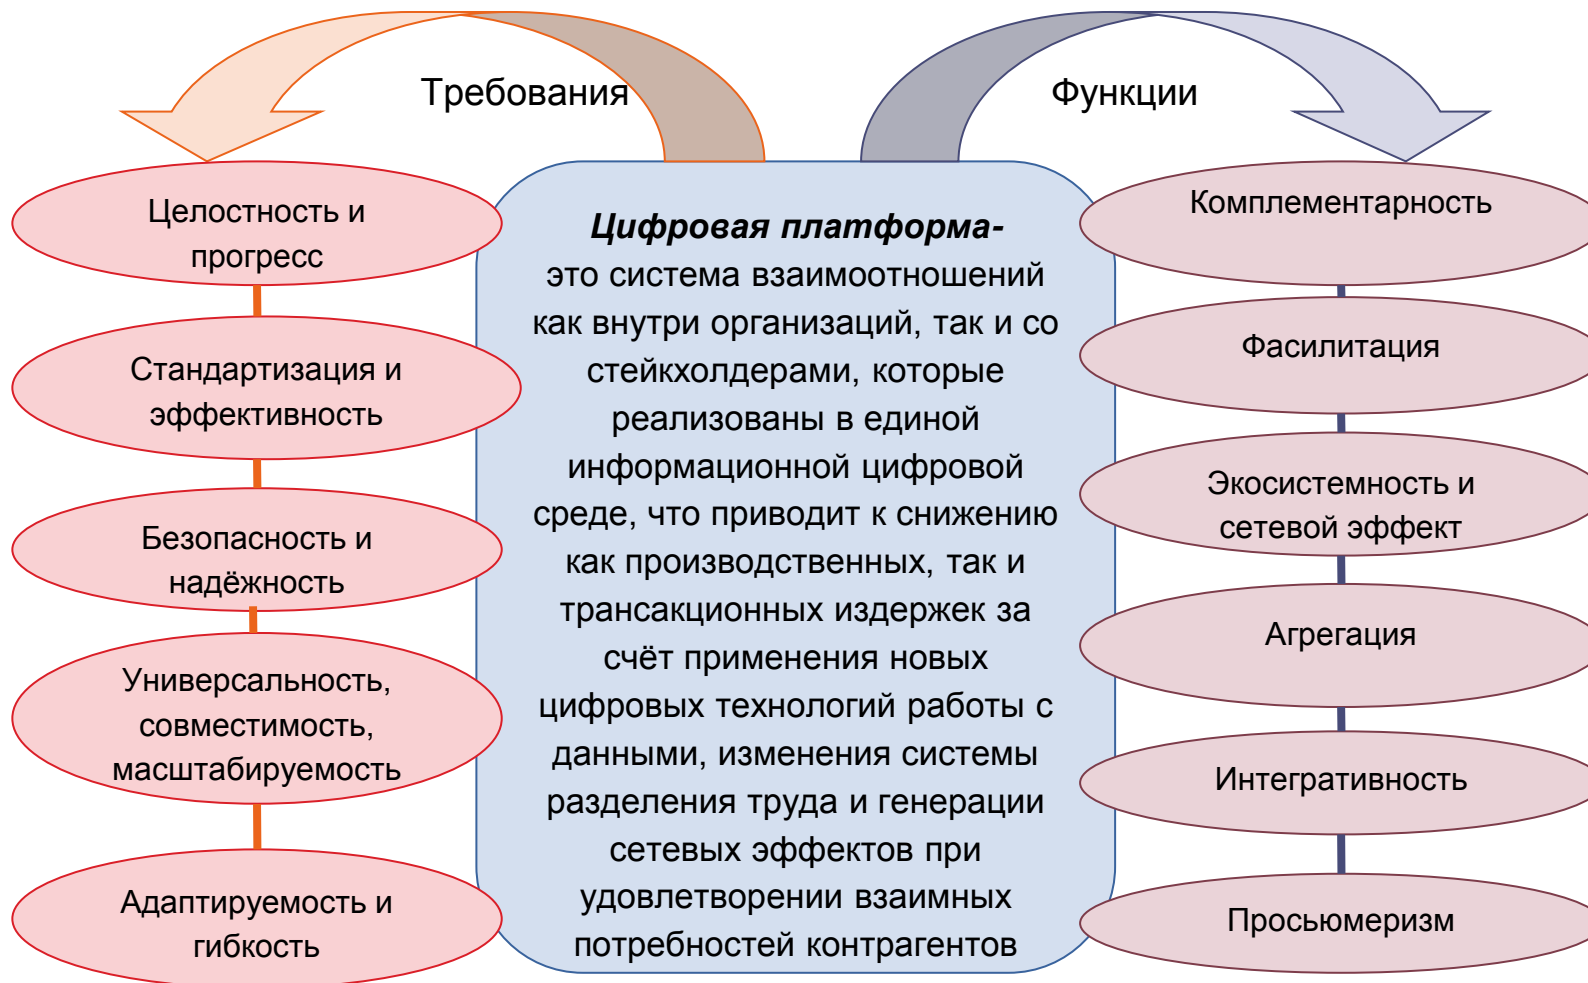 Требования
Функции
Целостность и
прогресс
Стандартизация и
эффективность
Безопасность и
надёжность
Универсальность,
совместимость,
масштабируемость
Адаптируемость и
гибкость
Цифровая платформа-
это система взаимоотношений
как внутри организаций, так и со
стейкхолдерами, которые
реализованы в единой
информационной цифровой
среде, что приводит к снижению
как производственных, так и
трансакционных издержек за
счёт применения новых
цифровых технологий работы с
данными, изменения системы
разделения труда и генерации
сетевых эффектов при
удовлетворении взаимных
потребностей контрагентов
Комплементарность
Фасилитация
Экосистемность и
сетевой эффект
Агрегация
Интегративность
Просьюмеризм